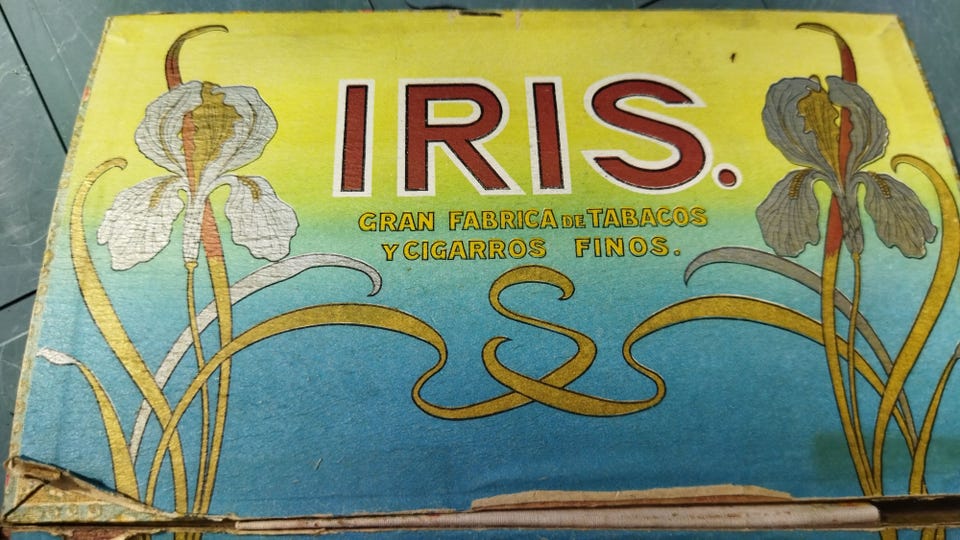 IRIS.
GRAN FABRICA DE TABACOS
Y CIGARROS FINOS.